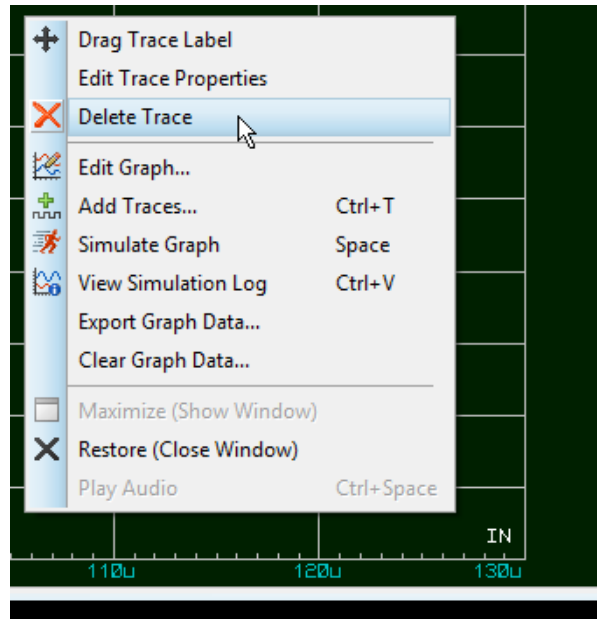 Drag Trace Label
Edit Trace Properties
Delete Trace
Edit Graph...
Add Traces... Ctrl+T
Simulate Graph Space
View Simulation Log Ctrl+V
Export Graph Data...
Clear Graph Data...
Maximize (Show Window)
Restore (Close Window)
Play Audio Ctrl+Space
IN
110u 120u 130u